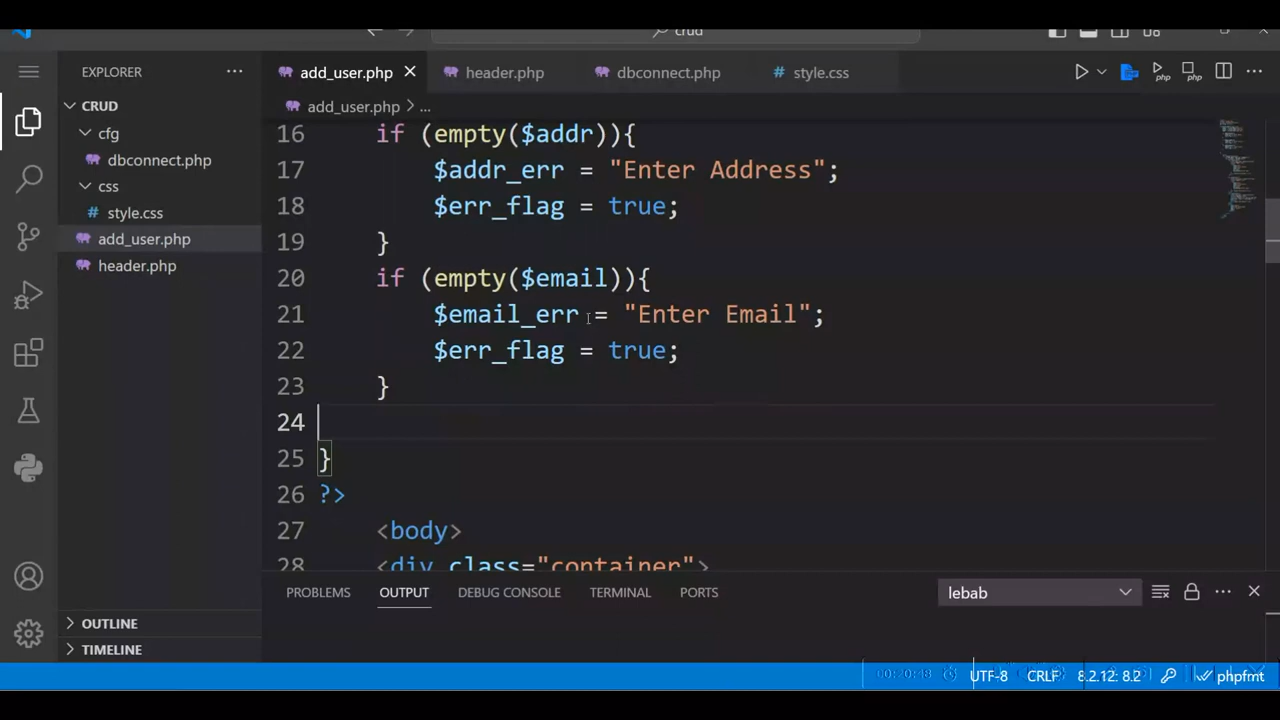 crud
EXPLORER
add_user.php
header.php
dbconnect.php
style.css
CRUD
cfg
dbconnect.php
css
style.css
add_user.php
header.php
OUTLINE
TIMELINE
add_user.php > ...
16 if (empty($addr)){
17 $addr_err = "Enter Address";
18 $err_flag = true;
19 }
20 if (empty($email)){
21 $email_err = "Enter Email";
22 $err_flag = true;
23 }
24
25 }
26 ?>
27 <body>
28 <div class="container">
PROBLEMS OUTPUT DEBUG CONSOLE TERMINAL PORTS
lebab
00:20:48 UTF-8 CRLF 8.2.12: 8.2 phpfmt